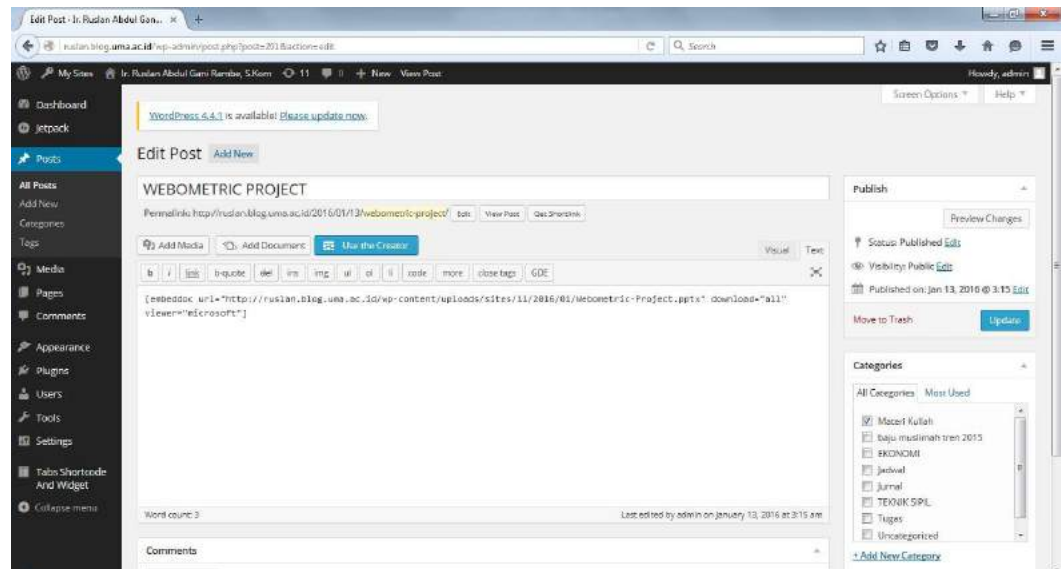 Edit Post ‹ Ir. Ruslan Abdul Gan...
ruslan.blog.uma.ac.id/wp-admin/post.php?post=201&action=edit
Search
My Sites Ir. Ruslan Abdul Gani Rambe, S.Kom 11 New View Post
Howdy, admin
Screen Options Help
Dashboard
Jetpack
Posts
All Posts
Add New
Categories
Tags
Media
Pages
Comments
Appearance
Plugins
Users
Tools
Settings
Tabs Shortcode
And Widget
Collapse menu
WordPress 4.4.1 is available! Please update now.
Edit Post Add New
WEBOMETRIC PROJECT
Permalink: http://ruslan.blog.uma.ac.id/2016/01/13/webometric-project/ Edit View Post Get Shortlink
Add Media Add Document Use the Creator
Visual Text
b i link b-quote del ins img ul ol li code more close tags GDE
[embeddoc url="http://ruslan.blog.uma.ac.id/wp-content/uploads/sites/11/2016/01/Webometric-Project.pptx" download="all"
viewer="microsoft"]
Word count: 3
Last edited by admin on January 13, 2016 at 3:15 am
Comments
Publish
Preview Changes
Status: Published Edit
Visibility: Public Edit
Published on: Jan 13, 2016 @ 3:15 Edit
Move to Trash
Update
Categories
All Categories Most Used
Materi Kuliah
baju muslimah tren 2015
EKONOMI
Jadwal
Jurnal
TEKNIK SIPIL
Tugas
Uncategorized
+ Add New Category